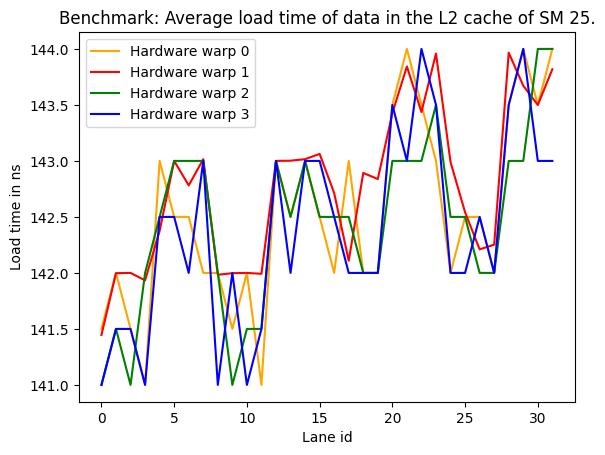 Benchmark: Average load time of data in the L2 cache of SM 25.
Hardware warp 0
Hardware warp 1
Hardware warp 2
Hardware warp 3
144.0
143.5
143.0
142.5
142.0
141.5
141.0
Load time in ns
0 5 10 15 20 25 30
Lane id